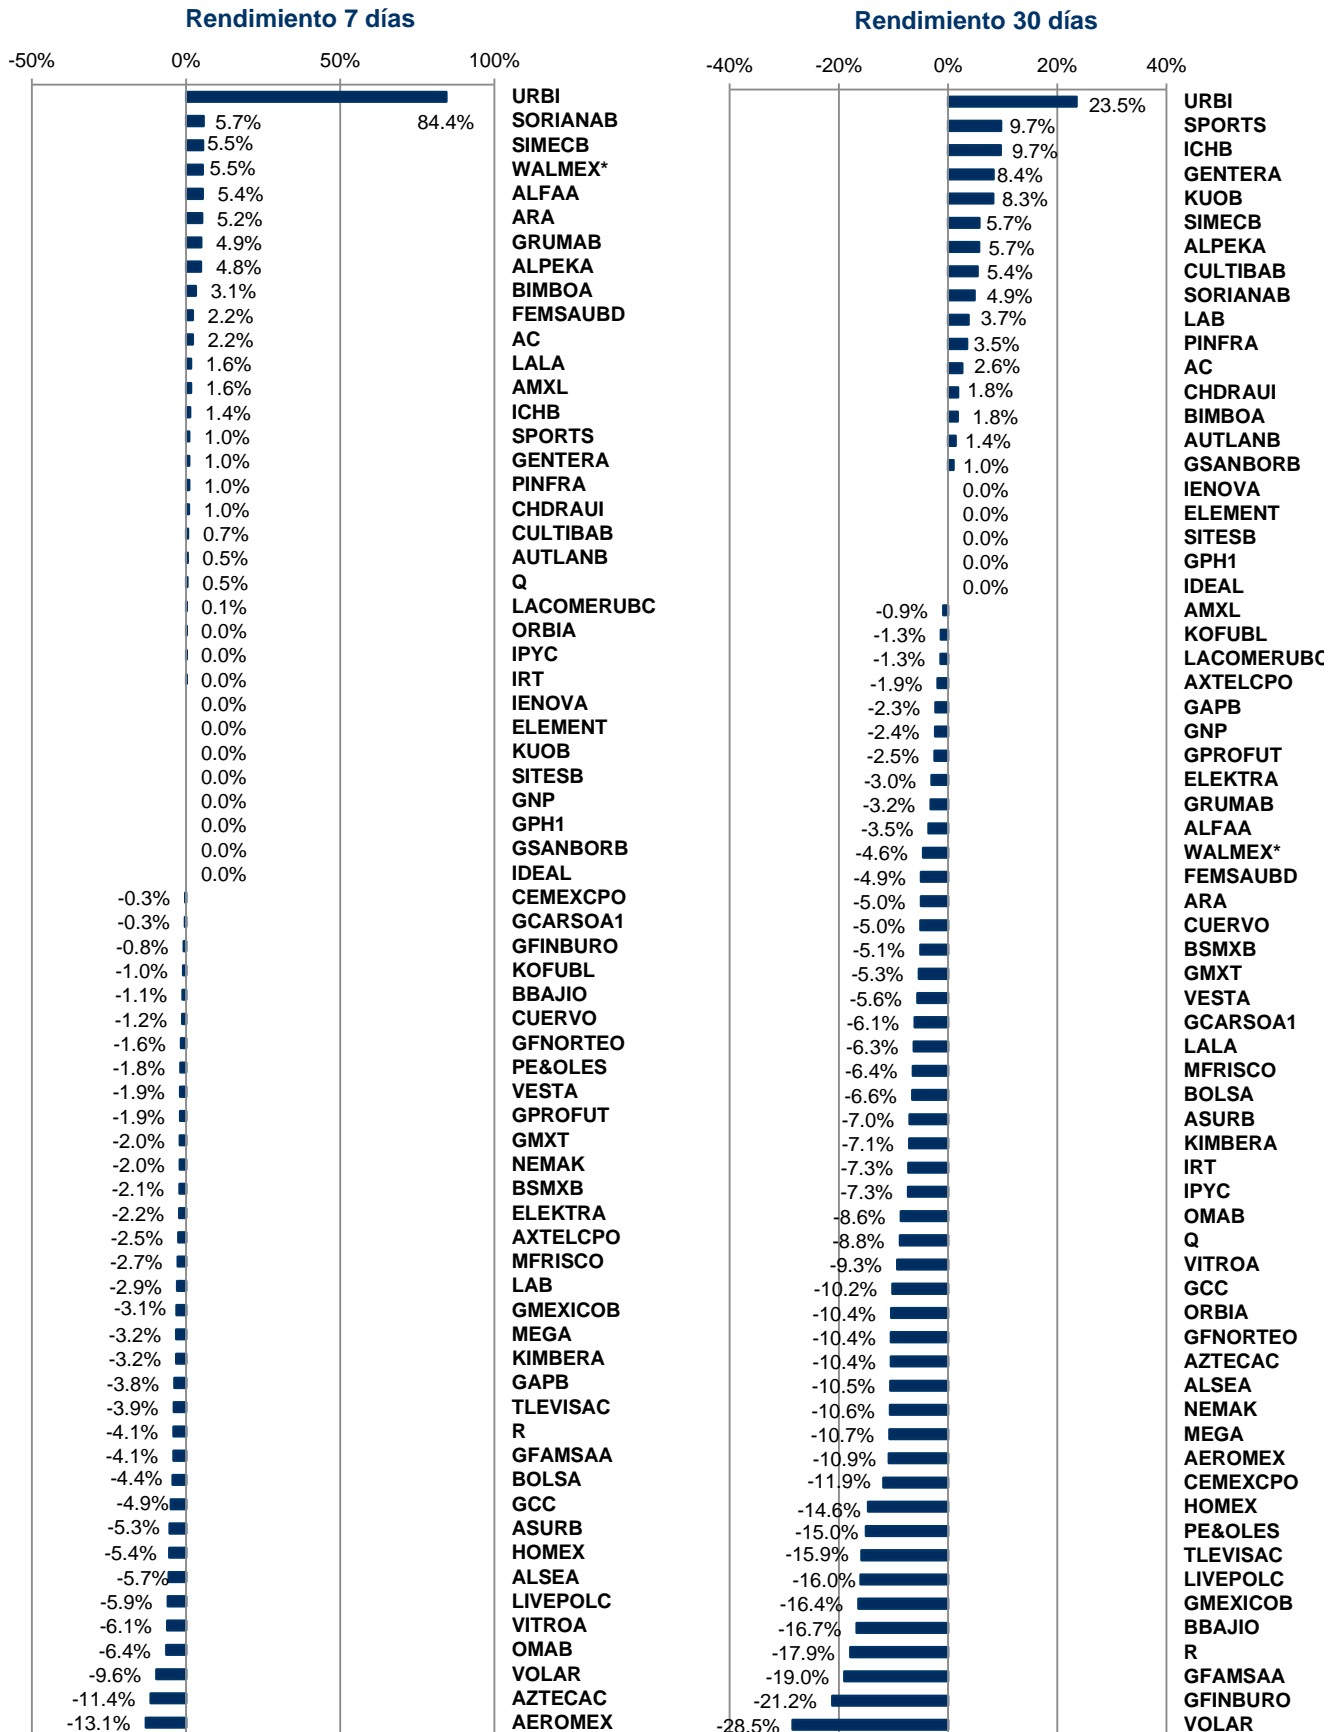 Rendimiento 7 días
-50% 0% 50% 100%
84.4% URBI
5.7% SORIANAB
5.5% SIMECB
5.5% WALMEX*
5.4% ALFAA
5.2% ARA
4.9% GRUMAB
4.8% ALPEKA
3.1% BIMBOA
2.2% FEMSAUBD
2.2% AC
1.6% LALA
1.6% AMXL
1.4% ICHB
1.0% SPORTS
1.0% GENTERA
1.0% PINFRA
1.0% CHDRAUI
0.7% CULTIBAB
0.5% AUTLANB
0.5% Q
0.1% LACOMERUBC
0.0% ORBIA
0.0% IPYC
0.0% IRT
0.0% IENOVA
0.0% ELEMENT
0.0% KUOB
0.0% SITESB
0.0% GNP
0.0% GPH1
0.0% GSANBORB
0.0% IDEAL
-0.3% CEMEXCPO
-0.3% GCARSOA1
-0.8% GFINBURO
-1.0% KOFUBL
-1.1% BBAJIO
-1.2% CUERVO
-1.6% GFNORTEO
-1.8% PE&OLES
-1.9% VESTA
-1.9% GPROFUT
-2.0% GMXT
-2.0% NEMAK
-2.1% BSMXB
-2.2% ELEKTRA
-2.5% AXTELCPO
-2.7% MFRISCO
-2.9% LAB
-3.1% GMEXICOB
-3.2% MEGA
-3.2% KIMBERA
-3.8% GAPB
-3.9% TLEVISAC
-4.1% R
-4.1% GFAMSAA
-4.4% BOLSA
-4.9% GCC
-5.3% ASURB
-5.4% HOMEX
-5.7% ALSEA
-5.9% LIVEPOLC
-6.1% VITROA
-6.4% OMAB
-9.6% VOLAR
-11.4% AZTECAC
-13.1% AEROMEX
Rendimiento 30 días
-40% -20% 0% 20% 40%
23.5% URBI
9.7% SPORTS
9.7% ICHB
8.4% GENTERA
8.3% KUOB
5.7% SIMECB
5.7% ALPEKA
5.4% CULTIBAB
4.9% SORIANAB
3.7% LAB
3.5% PINFRA
2.6% AC
1.8% CHDRAUI
1.8% BIMBOA
1.4% AUTLANB
1.0% GSANBORB
0.0% IENOVA
0.0% ELEMENT
0.0% SITESB
0.0% GPH1
0.0% IDEAL
-0.9% AMXL
-1.3% KOFUBL
-1.3% LACOMERUBC
-1.9% AXTELCPO
-2.3% GAPB
-2.4% GNP
-2.5% GPROFUT
-3.0% ELEKTRA
-3.2% GRUMAB
-3.5% ALFAA
-4.6% WALMEX*
-4.9% FEMSAUBD
-5.0% ARA
-5.0% CUERVO
-5.1% BSMXB
-5.3% GMXT
-5.6% VESTA
-6.1% GCARSOA1
-6.3% LALA
-6.4% MFRISCO
-6.6% BOLSA
-7.0% ASURB
-7.1% KIMBERA
-7.3% IRT
-7.3% IPYC
-8.6% OMAB
-8.8% Q
-9.3% VITROA
-10.2% GCC
-10.4% ORBIA
-10.4% GFNORTEO
-10.4% AZTECAC
-10.5% ALSEA
-10.6% NEMAK
-10.7% MEGA
-10.9% AEROMEX
-11.9% CEMEXCPO
-14.6% HOMEX
-15.0% PE&OLES
-15.9% TLEVISAC
-16.0% LIVEPOLC
-16.4% GMEXICOB
-16.7% BBAJIO
-17.9% R
-19.0% GFAMSAA
-21.2% GFINBURO
-28.5% VOLAR